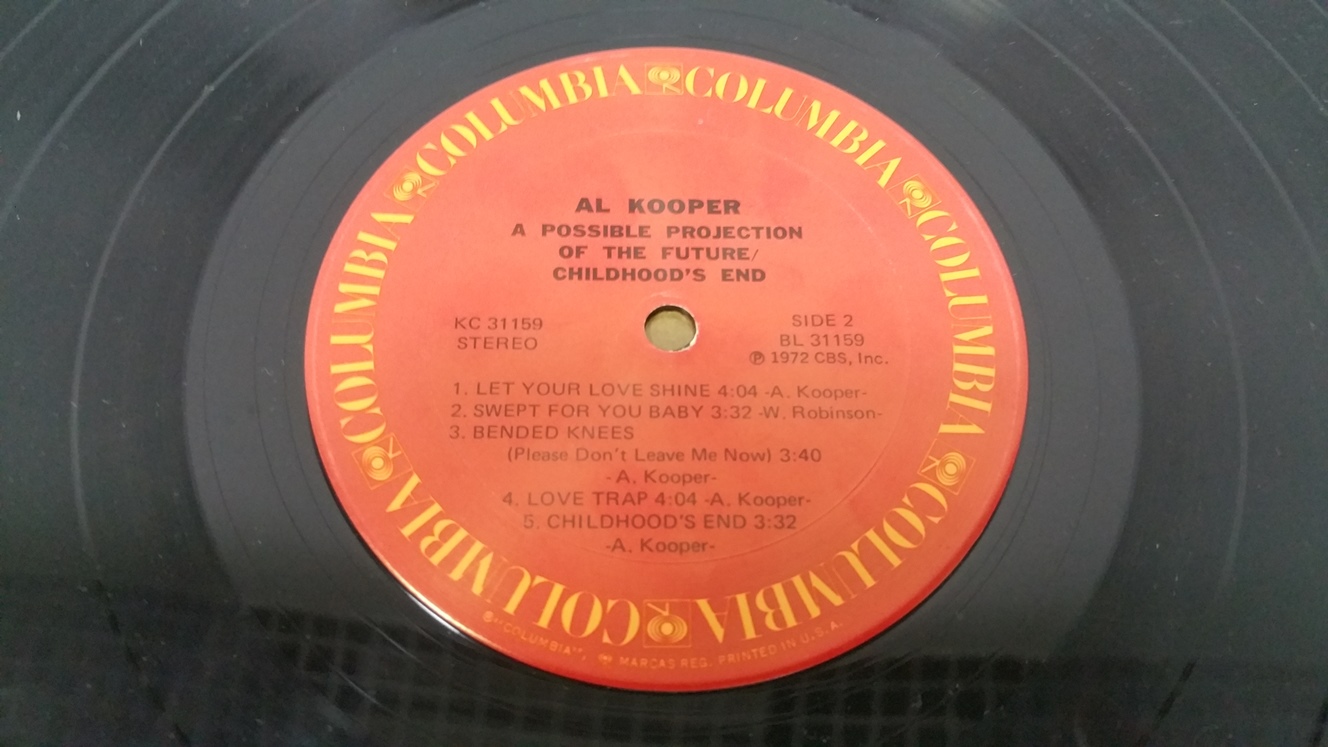 COLUMBIA COLUMBIA COLUMBIA COLUMBIA COLUMBIA COLUMBIA
AL KOOPER
A POSSIBLE PROJECTION
OF THE FUTURE/
CHILDHOOD'S END
KC 31159
STEREO
SIDE 2
BL 31159
Ⓟ 1972 CBS, Inc.
1. LET YOUR LOVE SHINE 4:04 -A. Kooper-
2. SWEPT FOR YOU BABY 3:32 -W. Robinson-
3. BENDED KNEES
(Please Don't Leave Me Now) 3:40
-A. Kooper-
4. LOVE TRAP 4:04 -A. Kooper-
5. CHILDHOOD'S END 3:32
-A. Kooper-
®"COLUMBIA", MARCAS REG. PRINTED IN U.S.A.